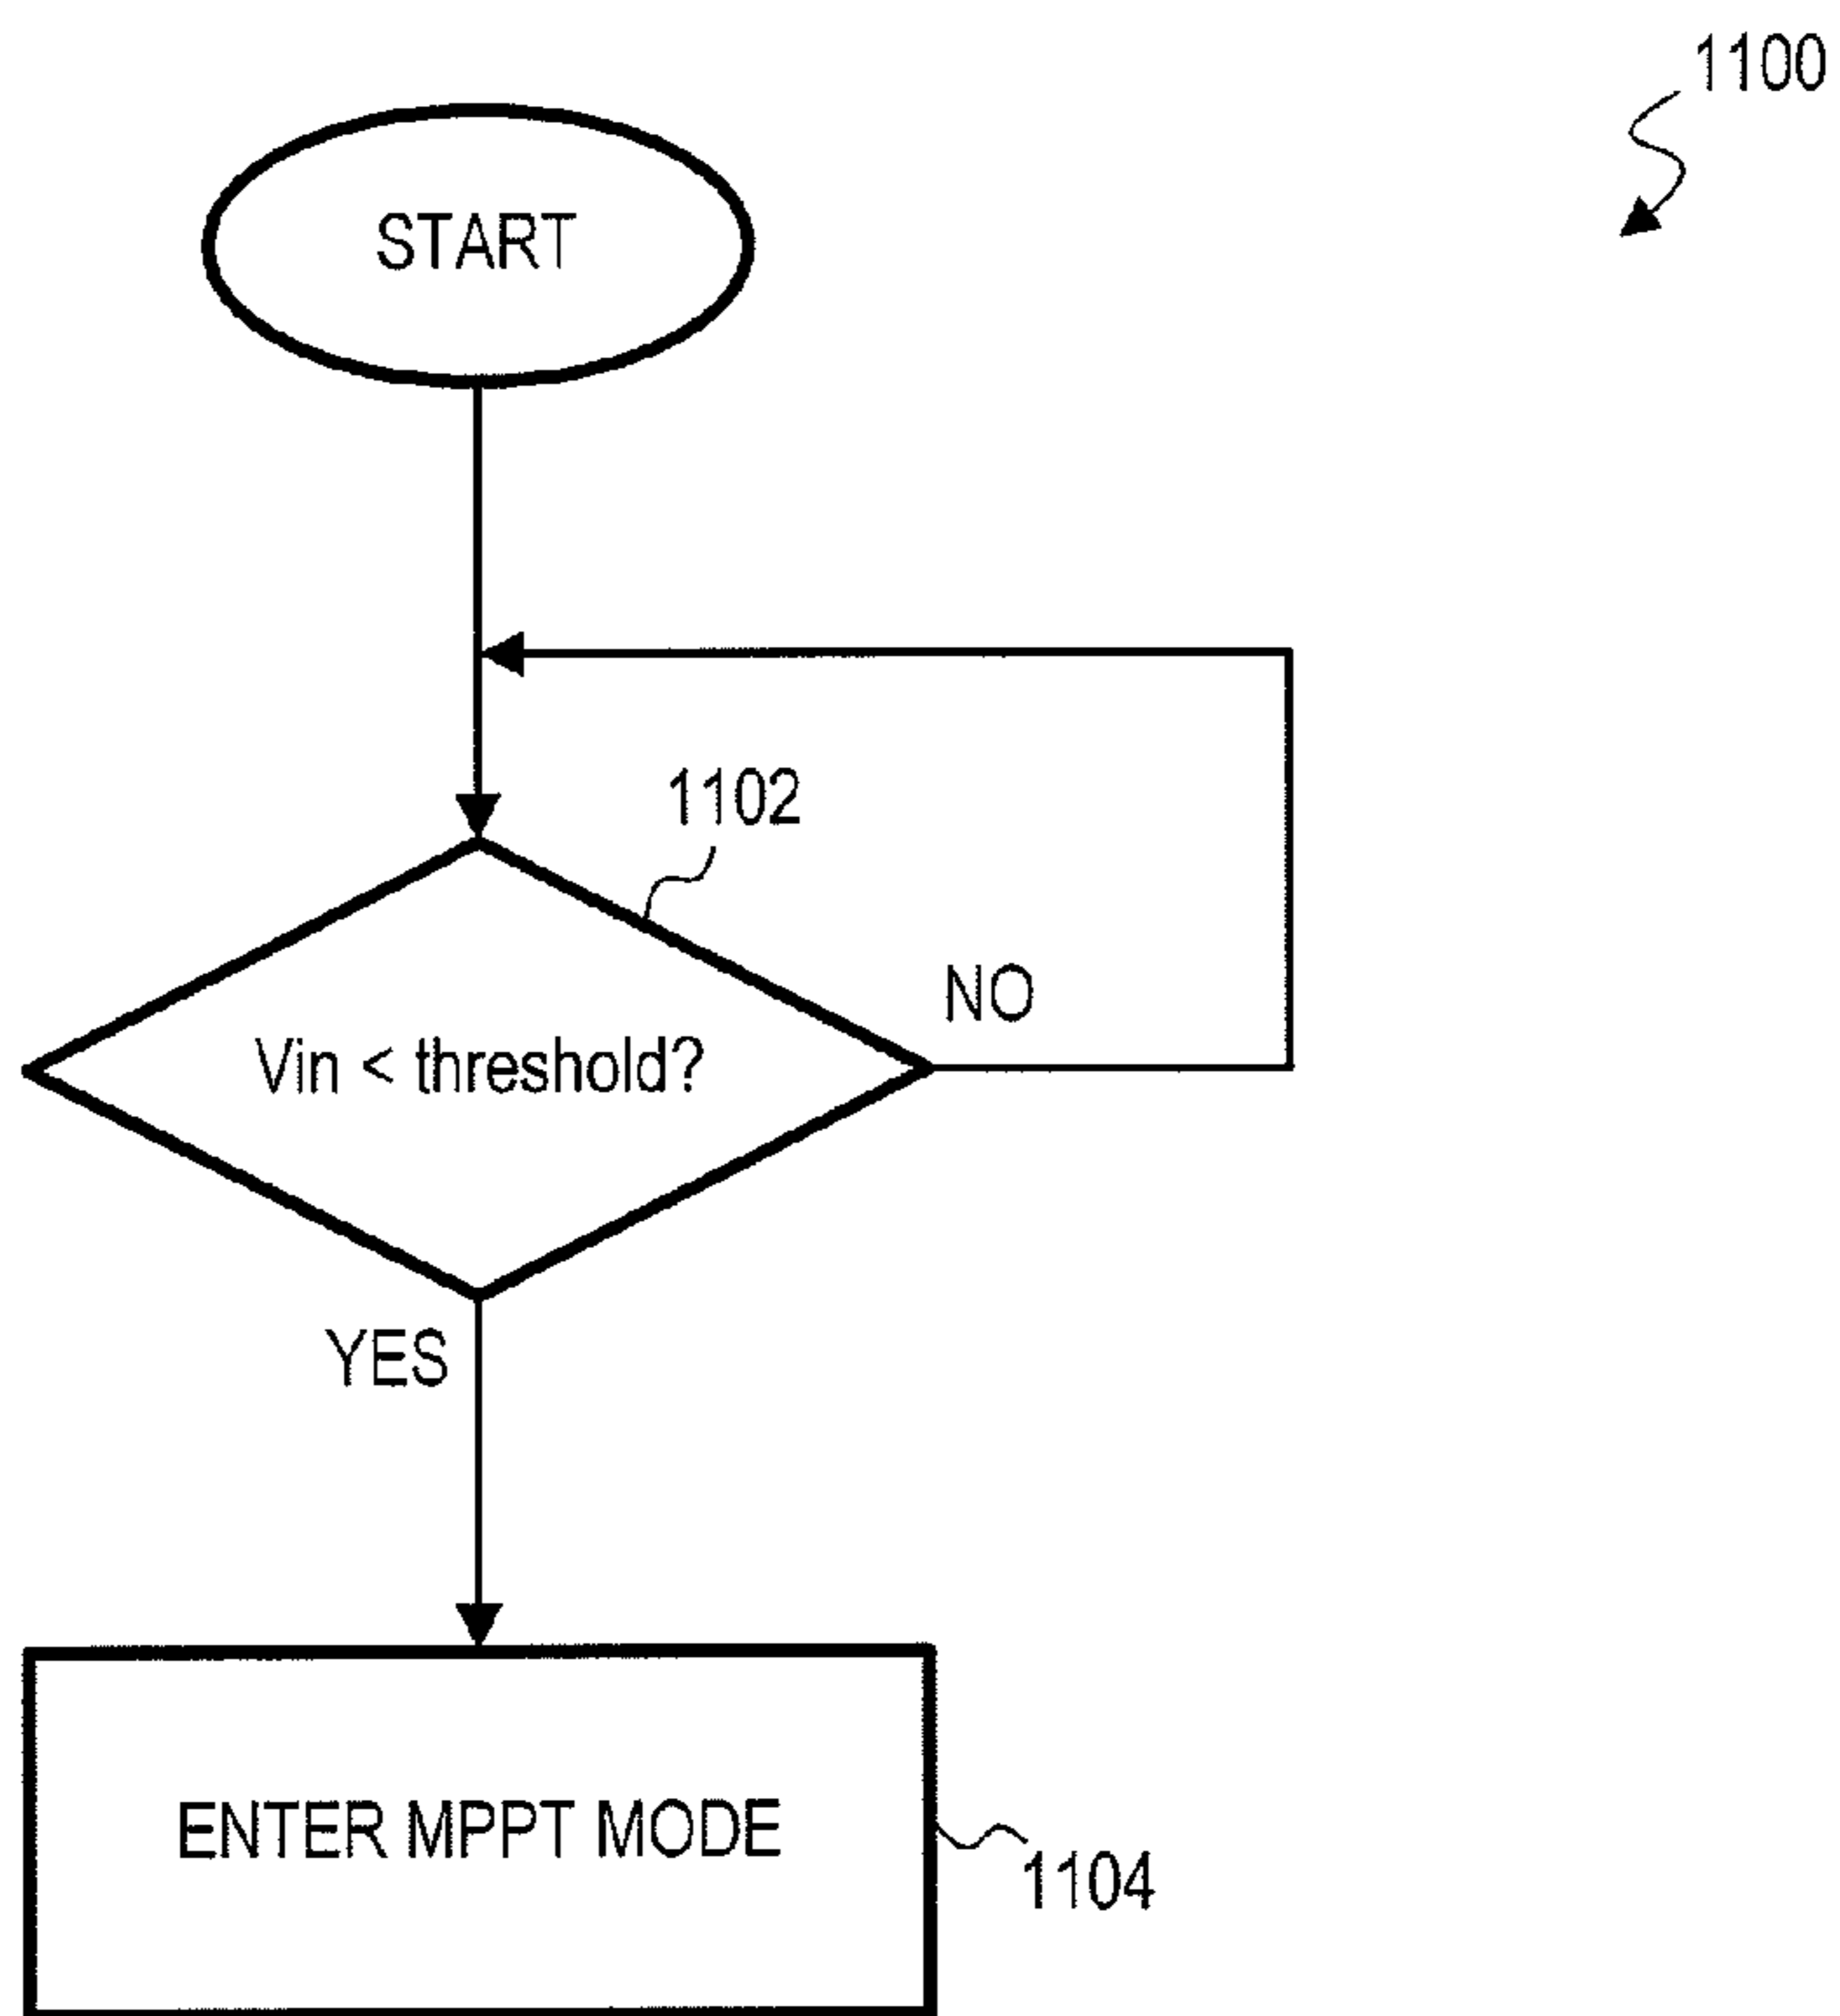 1100
START
1102
NO
Vin < threshold?
YES
ENTER MPPT MODE
1104